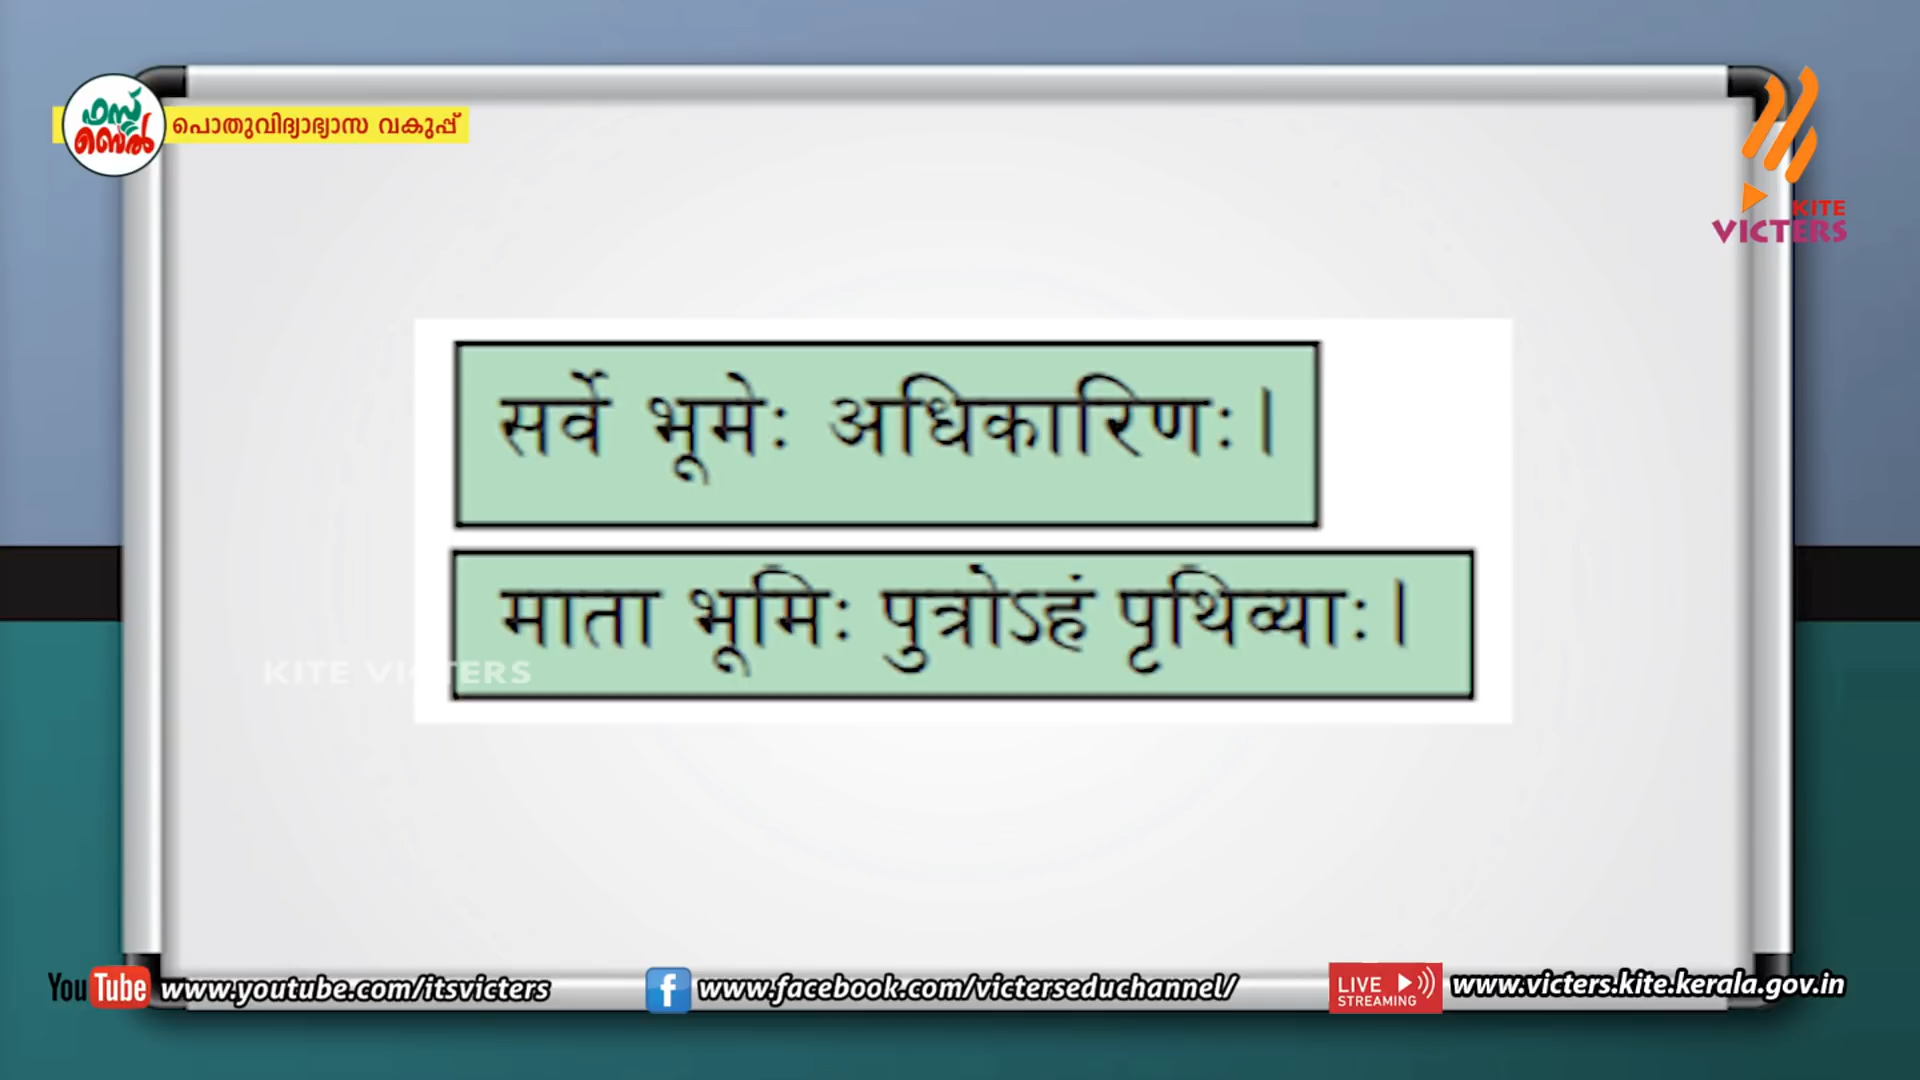 ഫസ്റ്റ്
ബെൽ
പൊതുവിദ്യാഭ്യാസ വകുപ്പ്
KITE
VICTERS
सर्वे भूमेः अधिकारिणः।
माता भूमिः पुत्रोऽहं पृथिव्याः।
KITE VICTERS
YouTube www.youtube.com/itsvicters
f www.facebook.com/victerseduchannel/
LIVE STREAMING www.victers.kite.kerala.gov.in